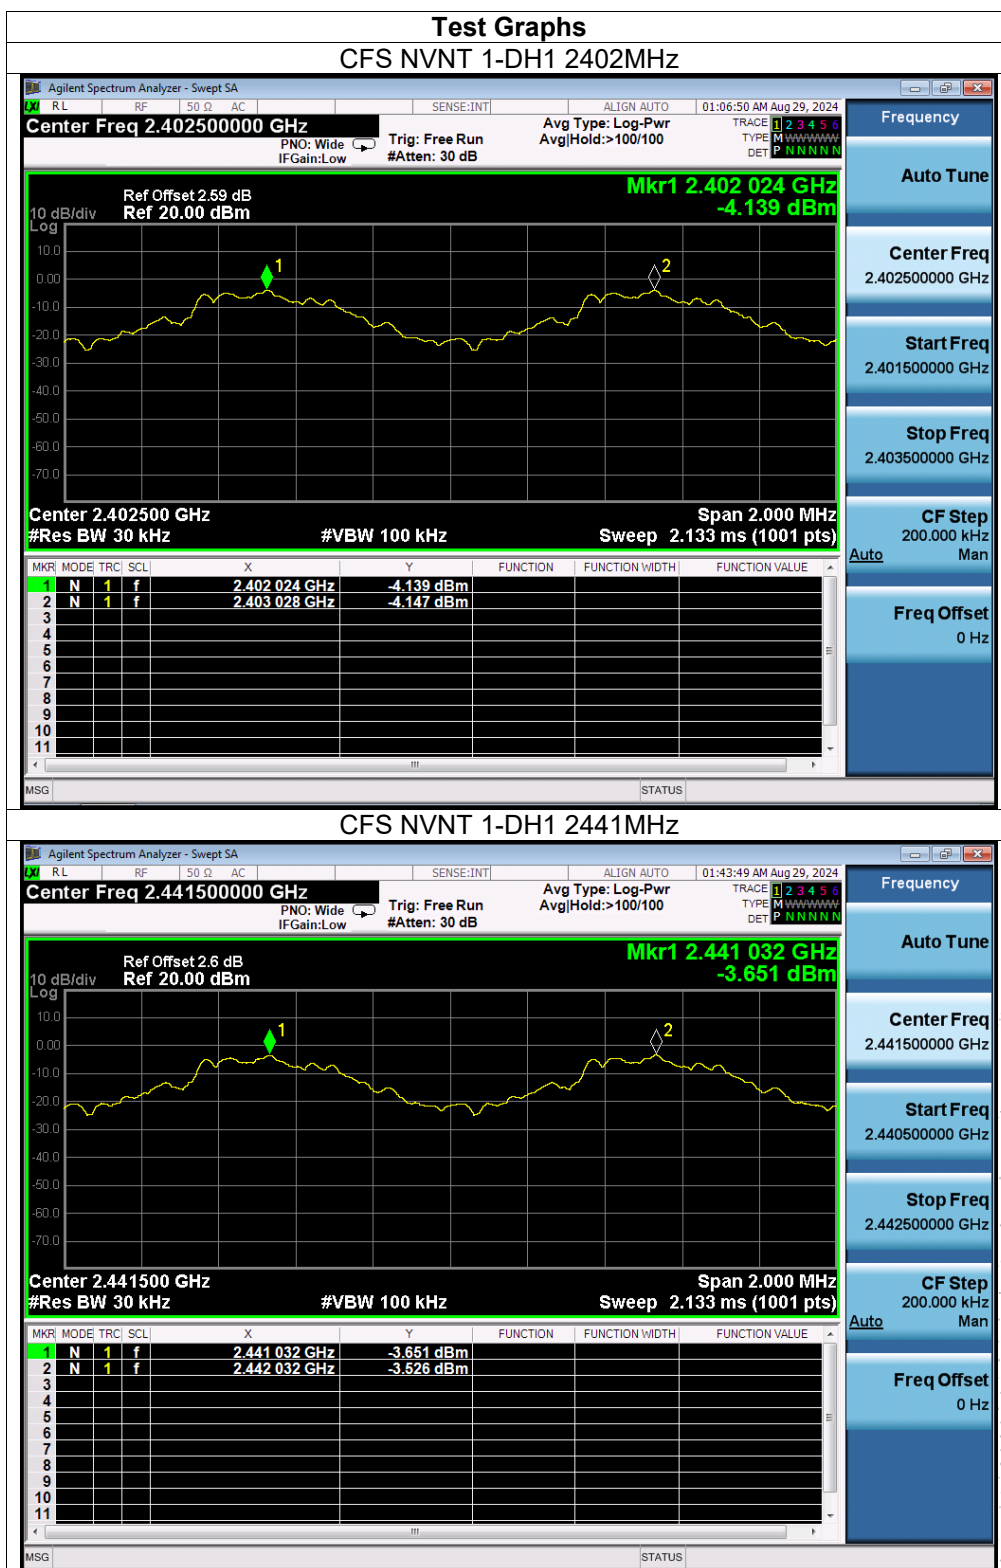 Test Graphs
CFS NVNT 1-DH1 2402MHz
Agilent Spectrum Analyzer - Swept SA
LXI RL RF 50 Ω AC SENSE:INT ALIGN AUTO 01:06:50 AM Aug 29, 2024
Center Freq 2.402500000 GHz
PNO: Wide
IFGain:Low
Trig: Free Run
#Atten: 30 dB
Avg Type: Log-Pwr
Avg|Hold:>100/100
TRACE 1 2 3 4 5 6
TYPE M WWWWW
DET P N N N N N
Frequency
Auto Tune
Center Freq
2.402500000 GHz
Start Freq
2.401500000 GHz
Stop Freq
2.403500000 GHz
CF Step
200.000 kHz
Auto Man
Freq Offset
0 Hz
Mkr1 2.402 024 GHz
-4.139 dBm
Ref Offset 2.59 dB
10 dB/div Ref 20.00 dBm
Log
10.0
0.00
-10.0
-20.0
-30.0
-40.0
-50.0
-60.0
-70.0
1
2
Center 2.402500 GHz Span 2.000 MHz
#Res BW 30 kHz #VBW 100 kHz Sweep 2.133 ms (1001 pts)
MKR MODE TRC SCL X Y FUNCTION FUNCTION WIDTH FUNCTION VALUE
1 N 1 f 2.402 024 GHz -4.139 dBm
2 N 1 f 2.403 028 GHz -4.147 dBm
3
4
5
6
7
8
9
10
11
MSG STATUS
CFS NVNT 1-DH1 2441MHz
Agilent Spectrum Analyzer - Swept SA
LXI RL RF 50 Ω AC SENSE:INT ALIGN AUTO 01:43:49 AM Aug 29, 2024
Center Freq 2.441500000 GHz
PNO: Wide
IFGain:Low
Trig: Free Run
#Atten: 30 dB
Avg Type: Log-Pwr
Avg|Hold:>100/100
TRACE 1 2 3 4 5 6
TYPE M WWWWW
DET P N N N N N
Frequency
Auto Tune
Center Freq
2.441500000 GHz
Start Freq
2.440500000 GHz
Stop Freq
2.442500000 GHz
CF Step
200.000 kHz
Auto Man
Freq Offset
0 Hz
Mkr1 2.441 032 GHz
-3.651 dBm
Ref Offset 2.6 dB
10 dB/div Ref 20.00 dBm
Log
10.0
0.00
-10.0
-20.0
-30.0
-40.0
-50.0
-60.0
-70.0
1
2
Center 2.441500 GHz Span 2.000 MHz
#Res BW 30 kHz #VBW 100 kHz Sweep 2.133 ms (1001 pts)
MKR MODE TRC SCL X Y FUNCTION FUNCTION WIDTH FUNCTION VALUE
1 N 1 f 2.441 032 GHz -3.651 dBm
2 N 1 f 2.442 032 GHz -3.526 dBm
3
4
5
6
7
8
9
10
11
MSG STATUS